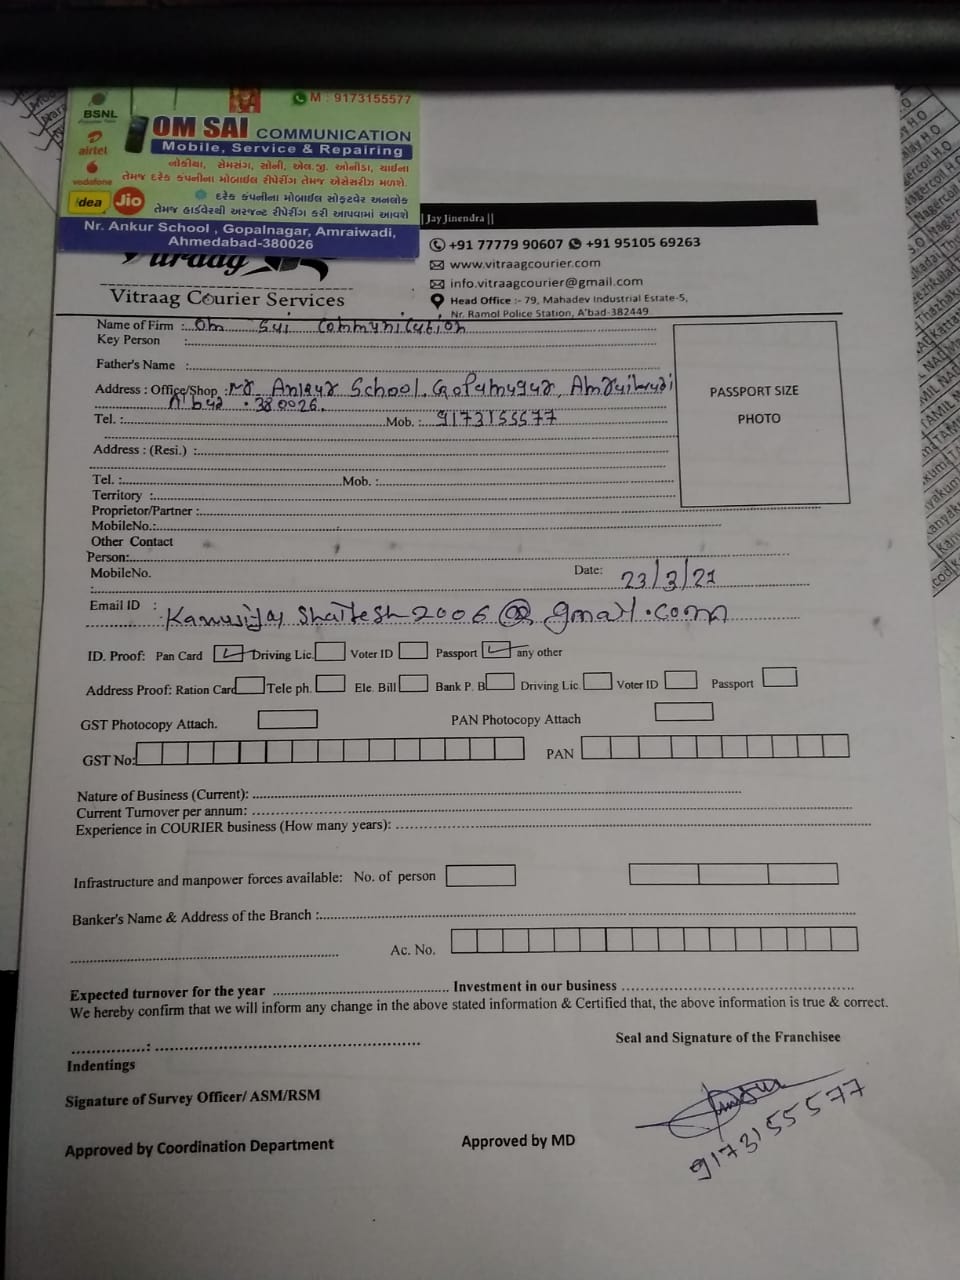 M : 9173155577
BSNL
airtel
vodafone
idea
Jio
OM SAI COMMUNICATION
Mobile, Service & Repairing
નોકીયા, સેમસંગ, સોની, એલ.જી. ઓનીડા, ચાઈના
તેમજ દરેક કંપનીના મોબાઈલ રીપેરીંગ તેમજ એસેસરીઝ મળશે.
દરેક કંપનીના મોબાઈલ સોફટવેર અનલોક
તેમજ હાર્ડવેરથી અરજન્ટ રીપેરીંગ કરી આપવામાં આવશે
Nr. Ankur School , Gopalnagar, Amraiwadi,
Ahmedabad-380026
Jay Jinendra ||
+91 77779 90607 +91 95105 69263
www.vitraagcourier.com
info.vitraagcourier@gmail.com
Head Office :- 79, Mahadev Industrial Estate-5,
Nr. Ramol Police Station, A'bad-382449
Vitraag
Vitraag Courier Services
Name of Firm : Om Sai Communication
Key Person :
Father's Name :
Address : Office/Shop : School,
380026.
Tel. : Mob. : 9173155577
Address : (Resi.) :
Tel. : Mob. :
Territory :
Proprietor/Partner :
MobileNo.:
Other Contact
Person:
MobileNo. Date: 23/3/21
:
PASSPORT SIZE
PHOTO
Email ID : Shailesh2006@gmail.com
ID. Proof: Pan Card Driving Lic. Voter ID Passport any other
Address Proof: Ration Card Tele ph. Ele. Bill Bank P. B Driving Lic. Voter ID Passport
GST Photocopy Attach. PAN Photocopy Attach
GST No: PAN
Nature of Business (Current):
Current Turnover per annum:
Experience in COURIER business (How many years):
Infrastructure and manpower forces available: No. of person
Banker's Name & Address of the Branch :
Ac. No.
Expected turnover for the year Investment in our business
We hereby confirm that we will inform any change in the above stated information & Certified that, the above information is true & correct.
Seal and Signature of the Franchisee
Indentings
Signature of Survey Officer/ ASM/RSM
Approved by Coordination Department Approved by MD
9173155577